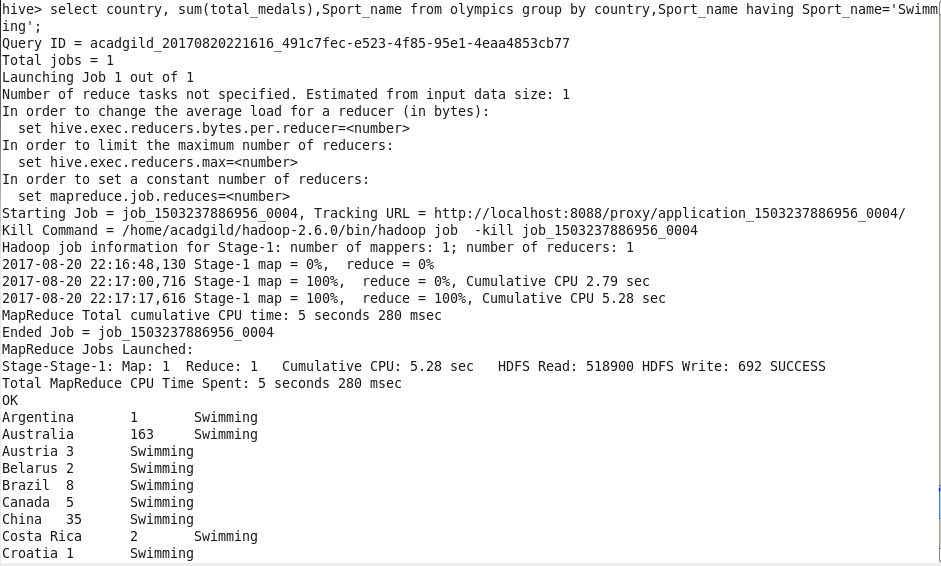 hive> select country, sum(total_medals),Sport_name from olympics group by country,Sport_name having Sport_name='Swimm
ing';
Query ID = acadgild_20170820221616_491c7fec-e523-4f85-95e1-4eaa4853cb77
Total jobs = 1
Launching Job 1 out of 1
Number of reduce tasks not specified. Estimated from input data size: 1
In order to change the average load for a reducer (in bytes):
  set hive.exec.reducers.bytes.per.reducer=<number>
In order to limit the maximum number of reducers:
  set hive.exec.reducers.max=<number>
In order to set a constant number of reducers:
  set mapreduce.job.reduces=<number>
Starting Job = job_1503237886956_0004, Tracking URL = http://localhost:8088/proxy/application_1503237886956_0004/
Kill Command = /home/acadgild/hadoop-2.6.0/bin/hadoop job  -kill job_1503237886956_0004
Hadoop job information for Stage-1: number of mappers: 1; number of reducers: 1
2017-08-20 22:16:48,130 Stage-1 map = 0%,  reduce = 0%
2017-08-20 22:17:00,716 Stage-1 map = 100%,  reduce = 0%, Cumulative CPU 2.79 sec
2017-08-20 22:17:17,616 Stage-1 map = 100%,  reduce = 100%, Cumulative CPU 5.28 sec
MapReduce Total cumulative CPU time: 5 seconds 280 msec
Ended Job = job_1503237886956_0004
MapReduce Jobs Launched:
Stage-Stage-1: Map: 1  Reduce: 1   Cumulative CPU: 5.28 sec   HDFS Read: 518900 HDFS Write: 692 SUCCESS
Total MapReduce CPU Time Spent: 5 seconds 280 msec
OK
Argentina       1       Swimming
Australia       163     Swimming
Austria 3       Swimming
Belarus 2       Swimming
Brazil  8       Swimming
Canada  5       Swimming
China   35      Swimming
Costa Rica      2       Swimming
Croatia 1       Swimming